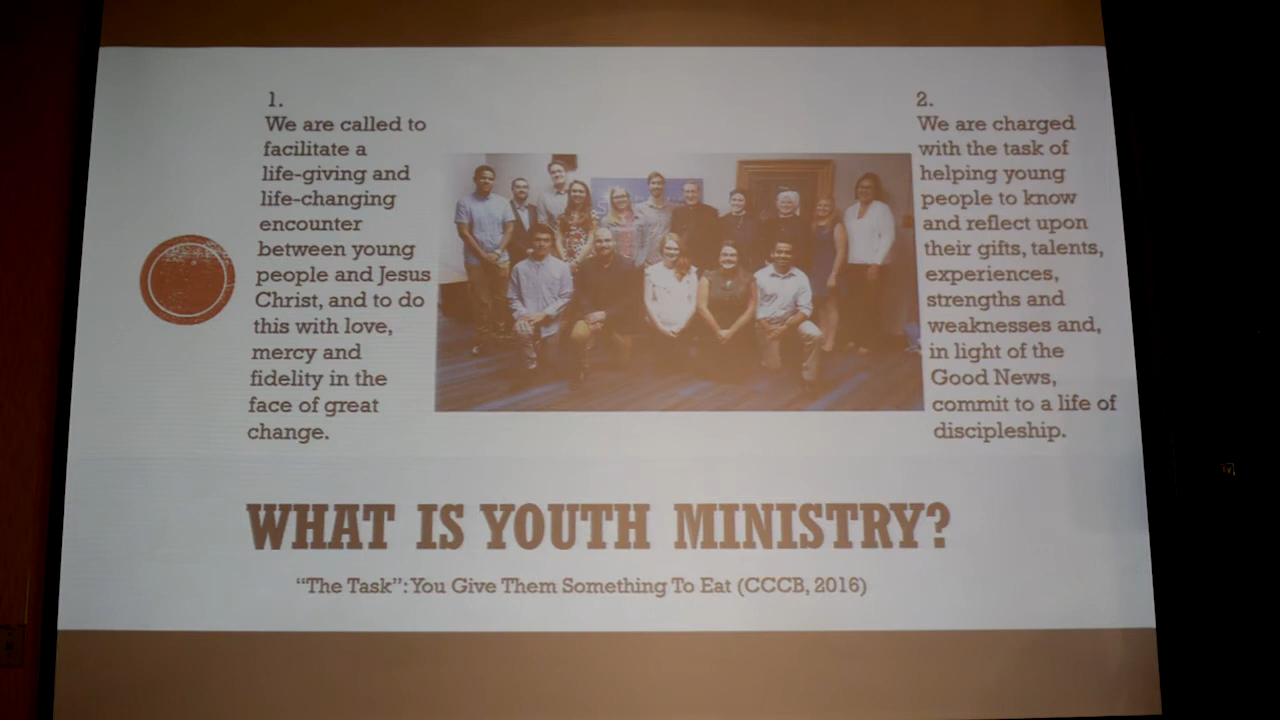 1.
We are called to
facilitate a
life-giving and
life-changing
encounter
between young
people and Jesus
Christ, and to do
this with love,
mercy and
fidelity in the
face of great
change.
2.
We are charged
with the task of
helping young
people to know
and reflect upon
their gifts, talents,
experiences,
strengths and
weaknesses and,
in light of the
Good News,
commit to a life of
discipleship.
WHAT IS YOUTH MINISTRY?
“The Task”: You Give Them Something To Eat (CCCB, 2016)